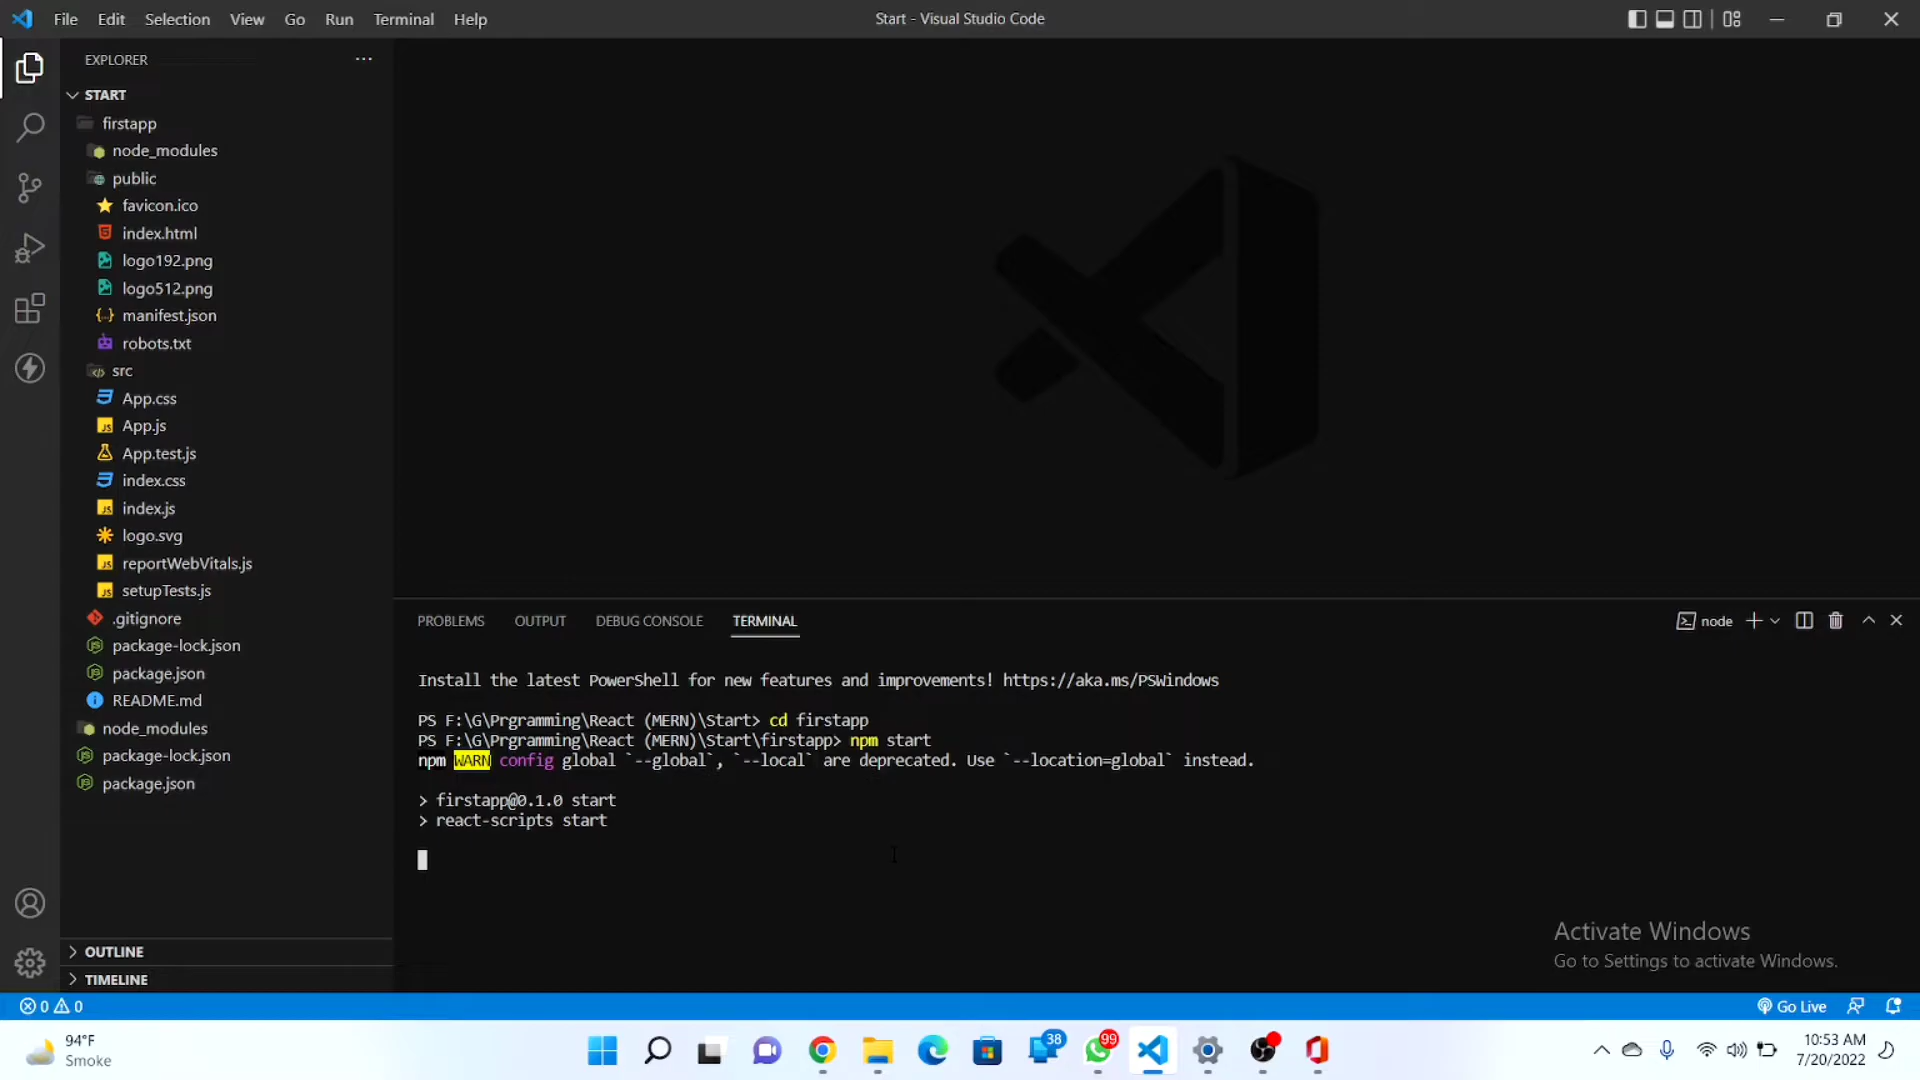 File Edit Selection View Go Run Terminal Help
Start - Visual Studio Code
EXPLORER
START
firstapp
node_modules
public
favicon.ico
index.html
logo192.png
logo512.png
manifest.json
robots.txt
src
App.css
App.js
App.test.js
index.css
index.js
logo.svg
reportWebVitals.js
setupTests.js
.gitignore
package-lock.json
package.json
README.md
node_modules
package-lock.json
package.json
OUTLINE
TIMELINE
PROBLEMS OUTPUT DEBUG CONSOLE TERMINAL
node
Install the latest PowerShell for new features and improvements! https://aka.ms/PSWindows
PS F:\G\Prgramming\React (MERN)\Start> cd firstapp
PS F:\G\Prgramming\React (MERN)\Start\firstapp> npm start
npm WARN config global `--global`, `--local` are deprecated. Use `--location=global` instead.
> firstapp@0.1.0 start
> react-scripts start
Activate Windows
Go to Settings to activate Windows.
0 0
Go Live
94°F
Smoke
38
99
10:53 AM
7/20/2022